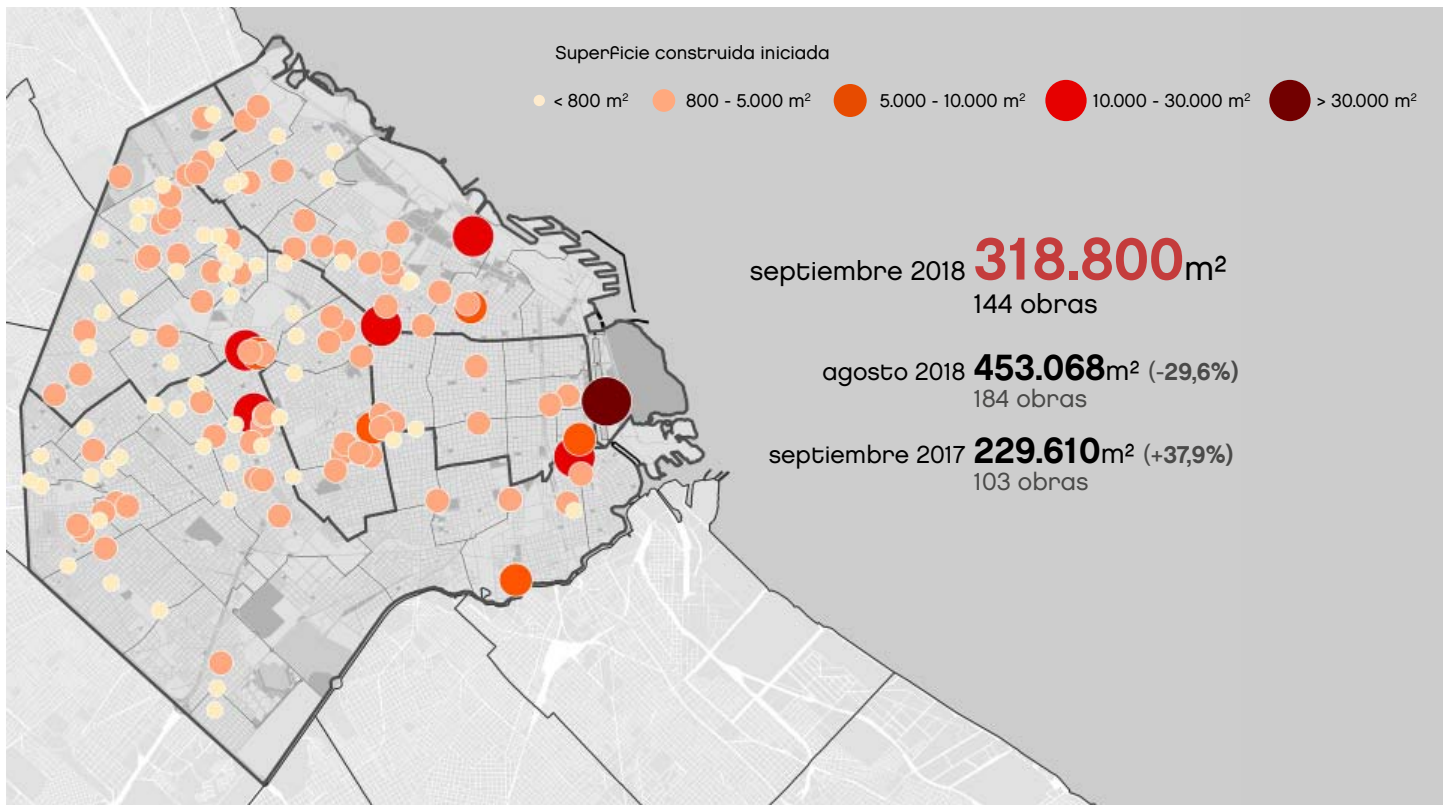 Superficie construida iniciada
< 800 m² 800 - 5.000 m² 5.000 - 10.000 m² 10.000 - 30.000 m² > 30.000 m²
septiembre 2018 318.800m²
144 obras
agosto 2018 453.068m² (-29,6%)
184 obras
septiembre 2017 229.610m² (+37,9%)
103 obras